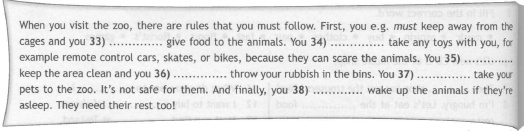 When you visit the zoo, there are rules that you must follow. First, you e.g. must keep away from the
cages and you 33) .............. give food to the animals. You 34) .............. take any toys with you, for
example remote control cars, skates, or bikes, because they can scare the animals. You 35) ..............
keep the area clean and you 36) .............. throw your rubbish in the bins. You 37) .............. take your
pets to the zoo. It's not safe for them. And finally, you 38) .............. wake up the animals if they're
asleep. They need their rest too!